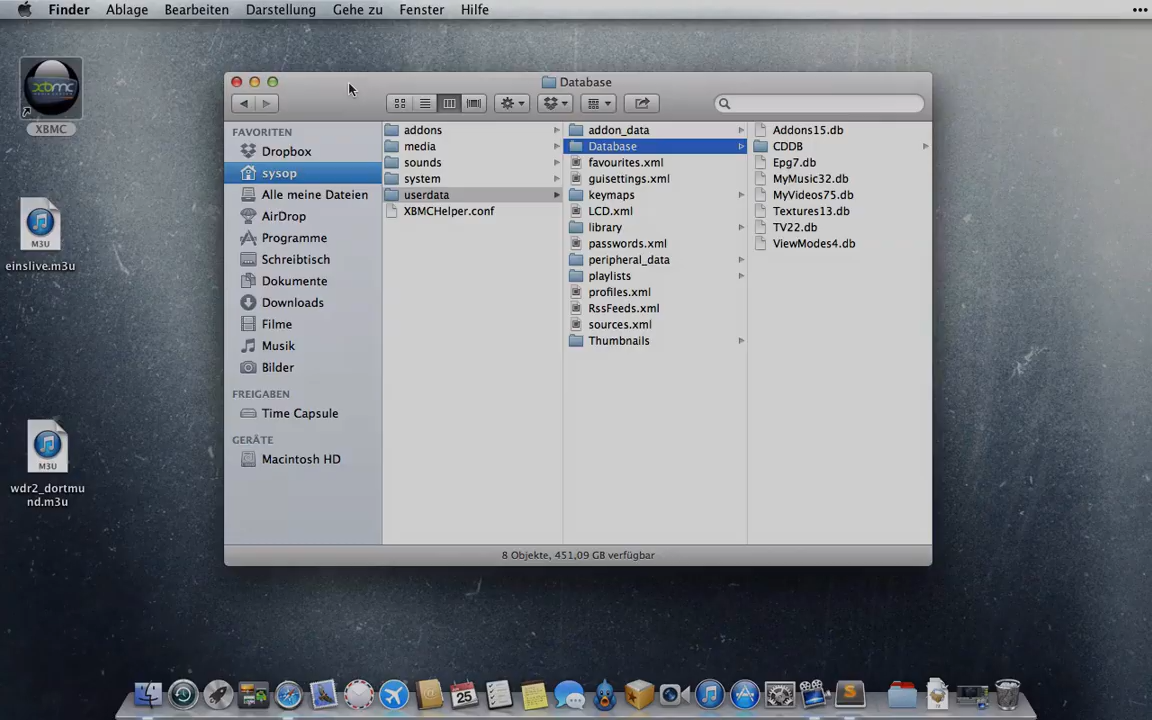 Finder Ablage Bearbeiten Darstellung Gehe zu Fenster Hilfe
xbmc
XBMC
M3U
einslive.m3u
M3U
wdr2_dortmu
nd.m3u
Database
FAVORITEN
Dropbox
sysop
Alle meine Dateien
AirDrop
Programme
Schreibtisch
Dokumente
Downloads
Filme
Musik
Bilder
FREIGABEN
Time Capsule
GERÄTE
Macintosh HD
addons
media
sounds
system
userdata
XBMCHelper.conf
addon_data
Database
favourites.xml
guisettings.xml
keymaps
LCD.xml
library
passwords.xml
peripheral_data
playlists
profiles.xml
RssFeeds.xml
sources.xml
Thumbnails
Addons15.db
CDDB
Epg7.db
MyMusic32.db
MyVideos75.db
Textures13.db
TV22.db
ViewModes4.db
8 Objekte, 451,09 GB verfügbar
25
S